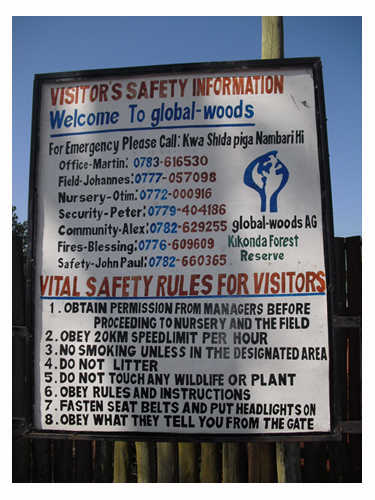 VISITOR'S SAFETY INFORMATION
Welcome To global-woods
For Emergency Please Call: Kwa Shida piga Nambari Hi
Office-Martin: 0783-616530
Field-Johannes: 0777-057098
Nursery-Otim: 0772-000916
Security-Peter: 0779-404186
Community-Alex: 0782-629255
Fires-Blessing: 0776-609609
Safety-John Paul: 0782-660365
global-woods AG
Kikonda Forest
Reserve
VITAL SAFETY RULES FOR VISITORS
1. OBTAIN PERMISSION FROM MANAGERS BEFORE
PROCEEDING TO NURSERY AND THE FIELD
2. OBEY 20KM SPEEDLIMIT PER HOUR
3. NO SMOKING UNLESS IN THE DESIGNATED AREA
4. DO NOT LITTER
5. DO NOT TOUCH ANY WILDLIFE OR PLANT
6. OBEY RULES AND INSTRUCTIONS
7. FASTEN SEAT BELTS AND PUT HEADLIGHTS ON
8. OBEY WHAT THEY TELL YOU FROM THE GATE